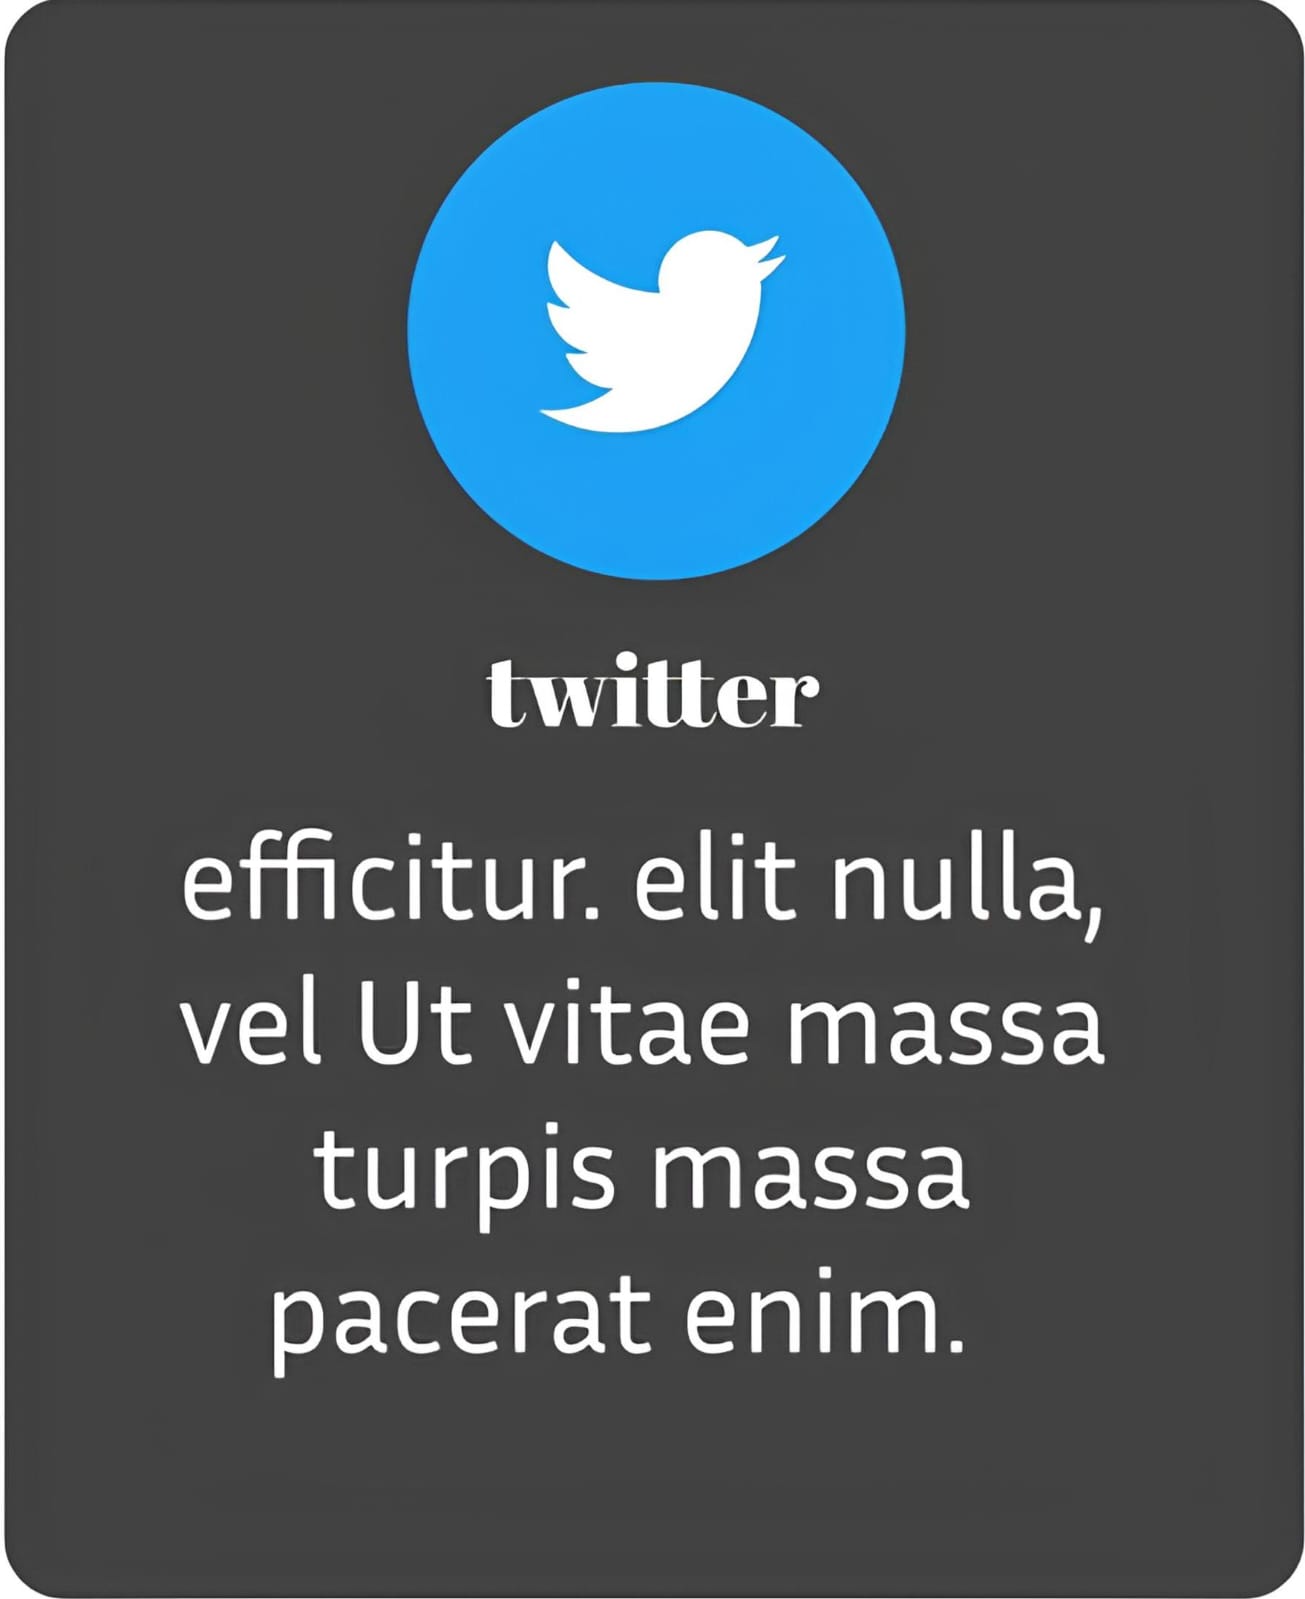 twitter
efficitur. elit nulla,
vel Ut vitae massa
turpis massa
pacerat enim.